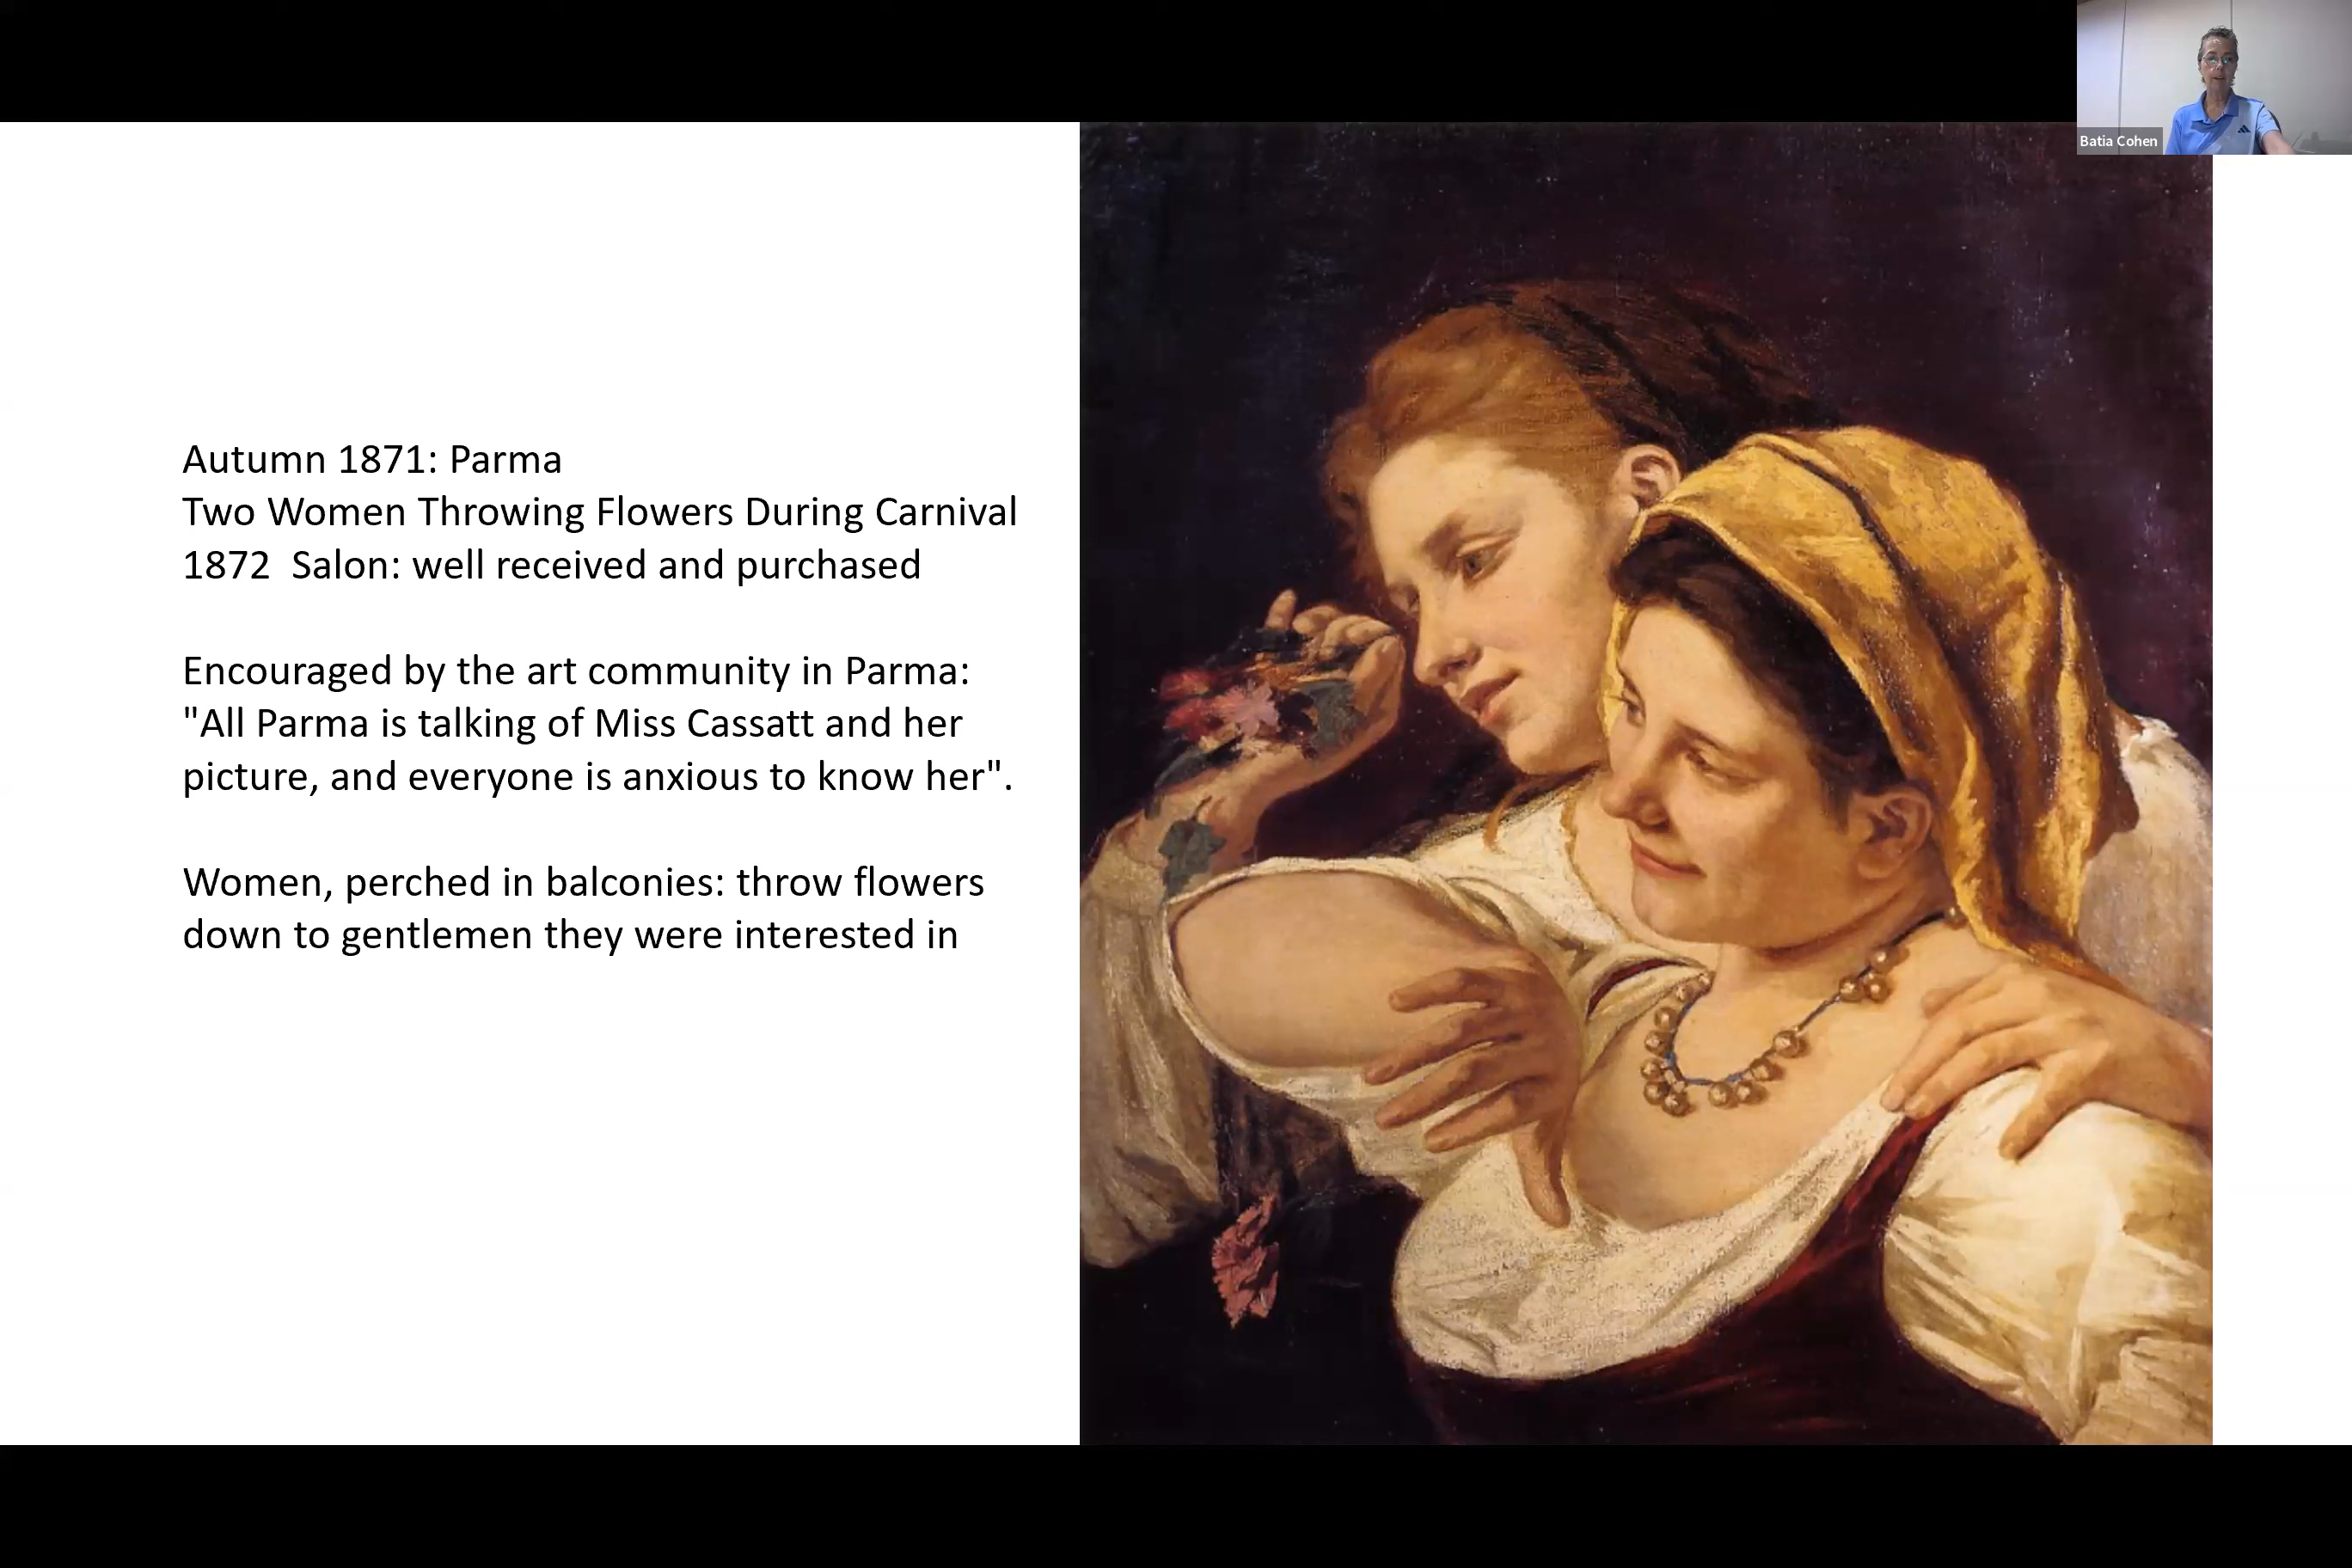 Batia Cohen
Autumn 1871: Parma
Two Women Throwing Flowers During Carnival
1872  Salon: well received and purchased
Encouraged by the art community in Parma:
"All Parma is talking of Miss Cassatt and her
picture, and everyone is anxious to know her".
Women, perched in balconies: throw flowers
down to gentlemen they were interested in